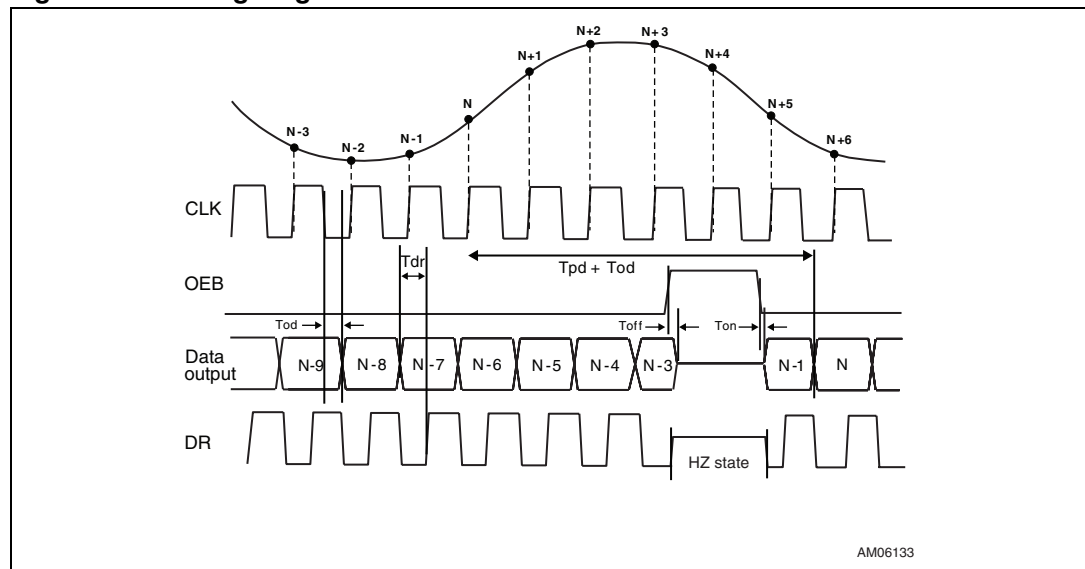 N+2
N+3
N+1
N+4
N
N+5
N-3
N-2
N-1
N+6
CLK
Tdr
Tpd + Tod
OEB
Tod
Toff
Ton
Data
output
N-9
N-8
N-7
N-6
N-5
N-4
N-3
N-1
N
DR
HZ state
AM06133